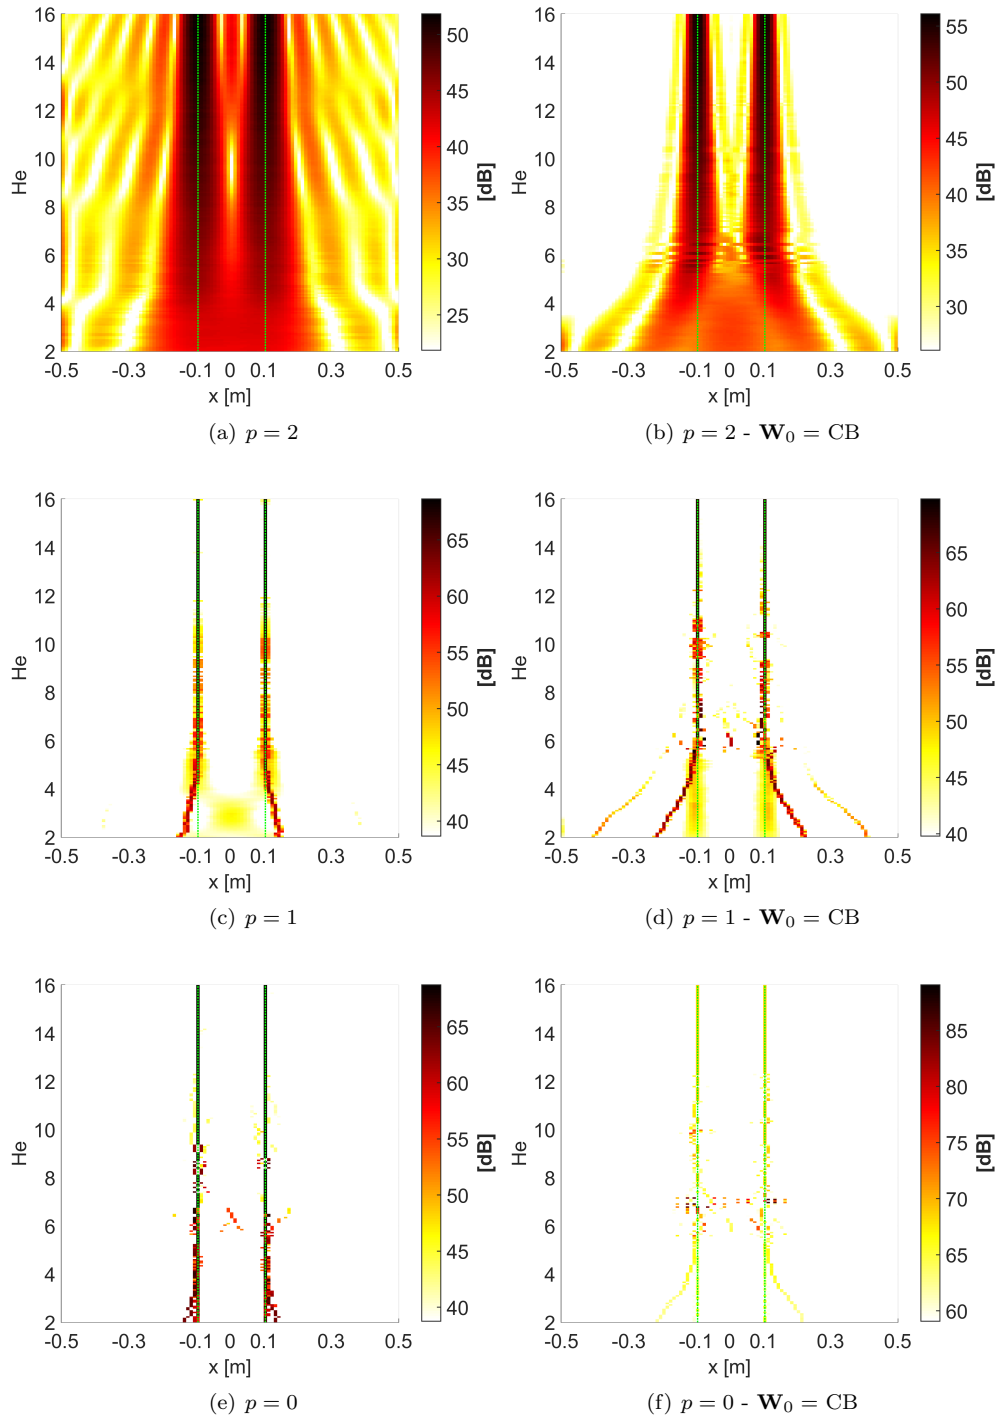 16
14
12
10
8
6
4
2
He
-0.5 -0.3 -0.1 0 0.1 0.3 0.5
x [m]
50
45
40
35
30
25
[dB]
(a) p = 2
16
14
12
10
8
6
4
2
He
-0.5 -0.3 -0.1 0 0.1 0.3 0.5
x [m]
55
50
45
40
35
30
[dB]
(b) p = 2 - W₀ = CB
16
14
12
10
8
6
4
2
He
-0.5 -0.3 -0.1 0 0.1 0.3 0.5
x [m]
65
60
55
50
45
40
[dB]
(c) p = 1
16
14
12
10
8
6
4
2
He
-0.5 -0.3 -0.1 0 0.1 0.3 0.5
x [m]
65
60
55
50
45
40
[dB]
(d) p = 1 - W₀ = CB
16
14
12
10
8
6
4
2
He
-0.5 -0.3 -0.1 0 0.1 0.3 0.5
x [m]
65
60
55
50
45
40
[dB]
(e) p = 0
16
14
12
10
8
6
4
2
He
-0.5 -0.3 -0.1 0 0.1 0.3 0.5
x [m]
85
80
75
70
65
60
[dB]
(f) p = 0 - W₀ = CB